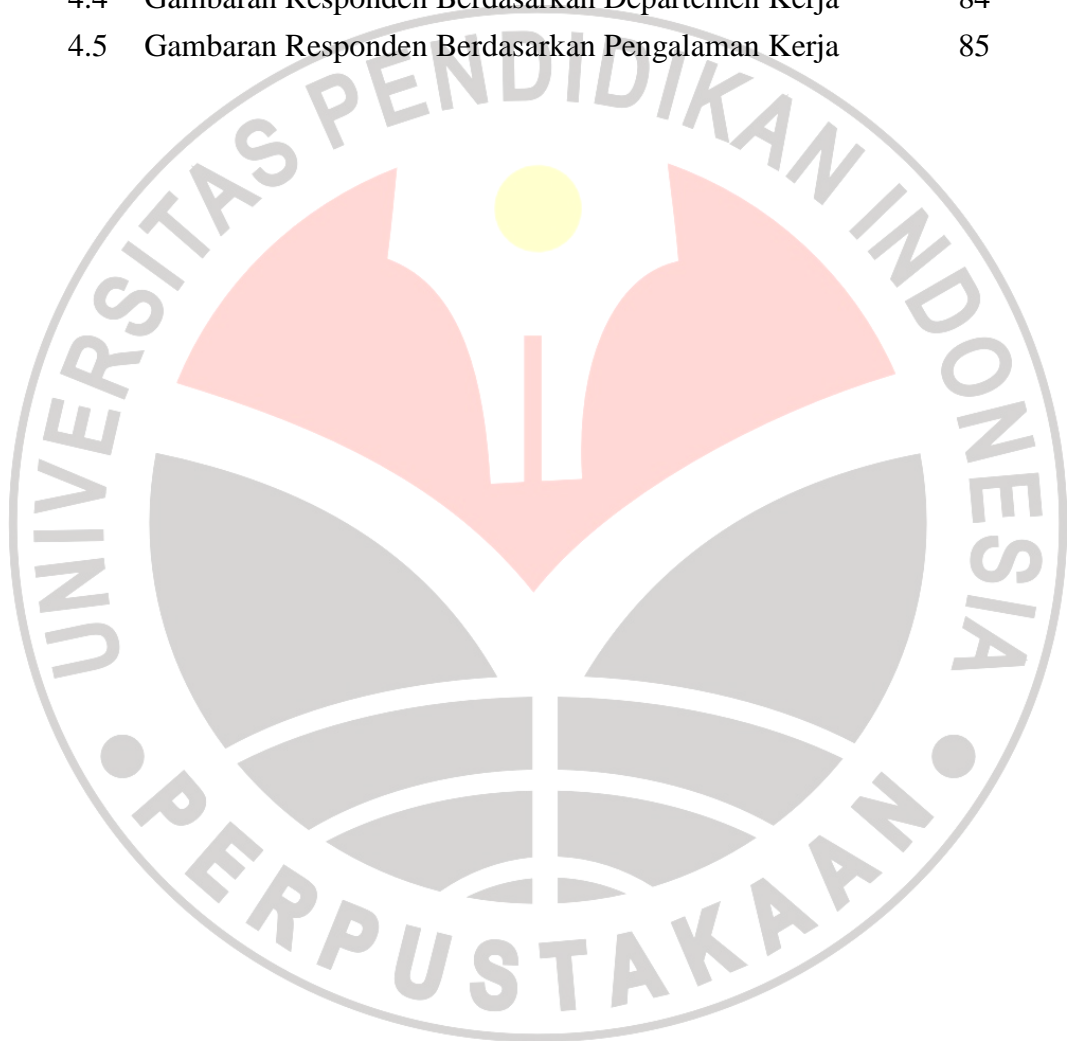 4.4 Gambaran Responden Berdasarkan Departemen Kerja 84
4.5 Gambaran Responden Berdasarkan Pengalaman Kerja 85
UNIVERSITAS PENDIDIKAN INDONESIA
PERPUSTAKAAN